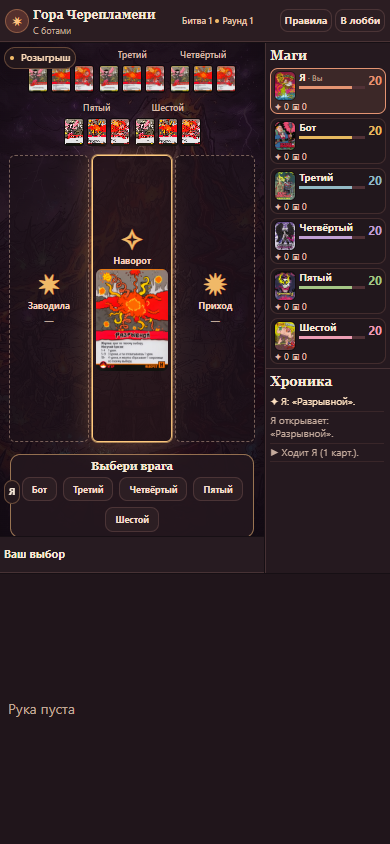 Гора Черепламени
С ботами
Битва 1 • Раунд 1
Правила
В лобби
Розыгрыш
Третий
Четвёртый
Пятый
Шестой
Наворот
Заводила
—
Приход
—
РАЗРЫВНОЙ
Выбери врага
Я
Бот
Третий
Четвёртый
Пятый
Шестой
Ваш выбор
Рука пуста
Маги
Я · Вы
20
0 0
Бот
20
0 0
Третий
20
0 0
Четвёртый
20
0 0
Пятый
20
0 0
Шестой
20
0 0
Хроника
Я: «Разрывной».
Я открывает:
«Разрывной».
Ходит Я (1 карт.).